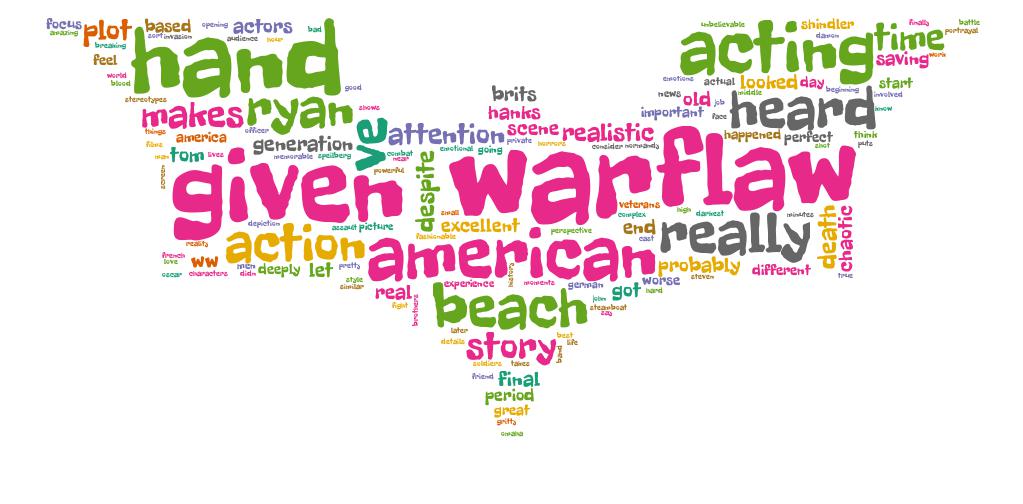 focus
amazing
plot
breaking
based
sort invasion
opening
actors
audience
hour
bad
feel
world
blood
hand
good
stereotypes
makes
ryan
shows
things
america
officer
generation
films
man
tom
lives
memorable
spielberg
screen
ve
attention
combat
near
powerful
brits
hanks
scene
realistic
private
horrors
emotional
going
consider
normandy
unbelievable
shindler
damon
finally
battle
portrayal
acting
time
work
saving
emotions
actual
looked
day
beginning
start
involved
news
old
job
middle
important
face
heard
know
happened
perfect
think
shot
puts
given
despite
war
flaw
small
excellent
fashionable
depiction
assault
picture
perspective
veterans
complex
high
darkest
minutes
end
cast
really
death
chaotic
true
reality
action
american
french
love
oscar
ww
characters
men
didn
deeply
let
pretty
style
similar
probably
steven
different
real
fight
brothers
experience
history
moments
german
got
worse
hard
beach
john
steamboat
say
later
details
story
best
life
band
soldiers
takes
friend
final
period
great
gritty
omaha